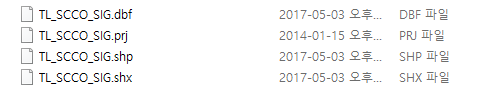 TL_SCCO_SIG.dbf 2017-05-03 오후... DBF 파일
TL_SCCO_SIG.prj 2014-01-15 오후... PRJ 파일
TL_SCCO_SIG.shp 2017-05-03 오후... SHP 파일
TL_SCCO_SIG.shx 2017-05-03 오후... SHX 파일